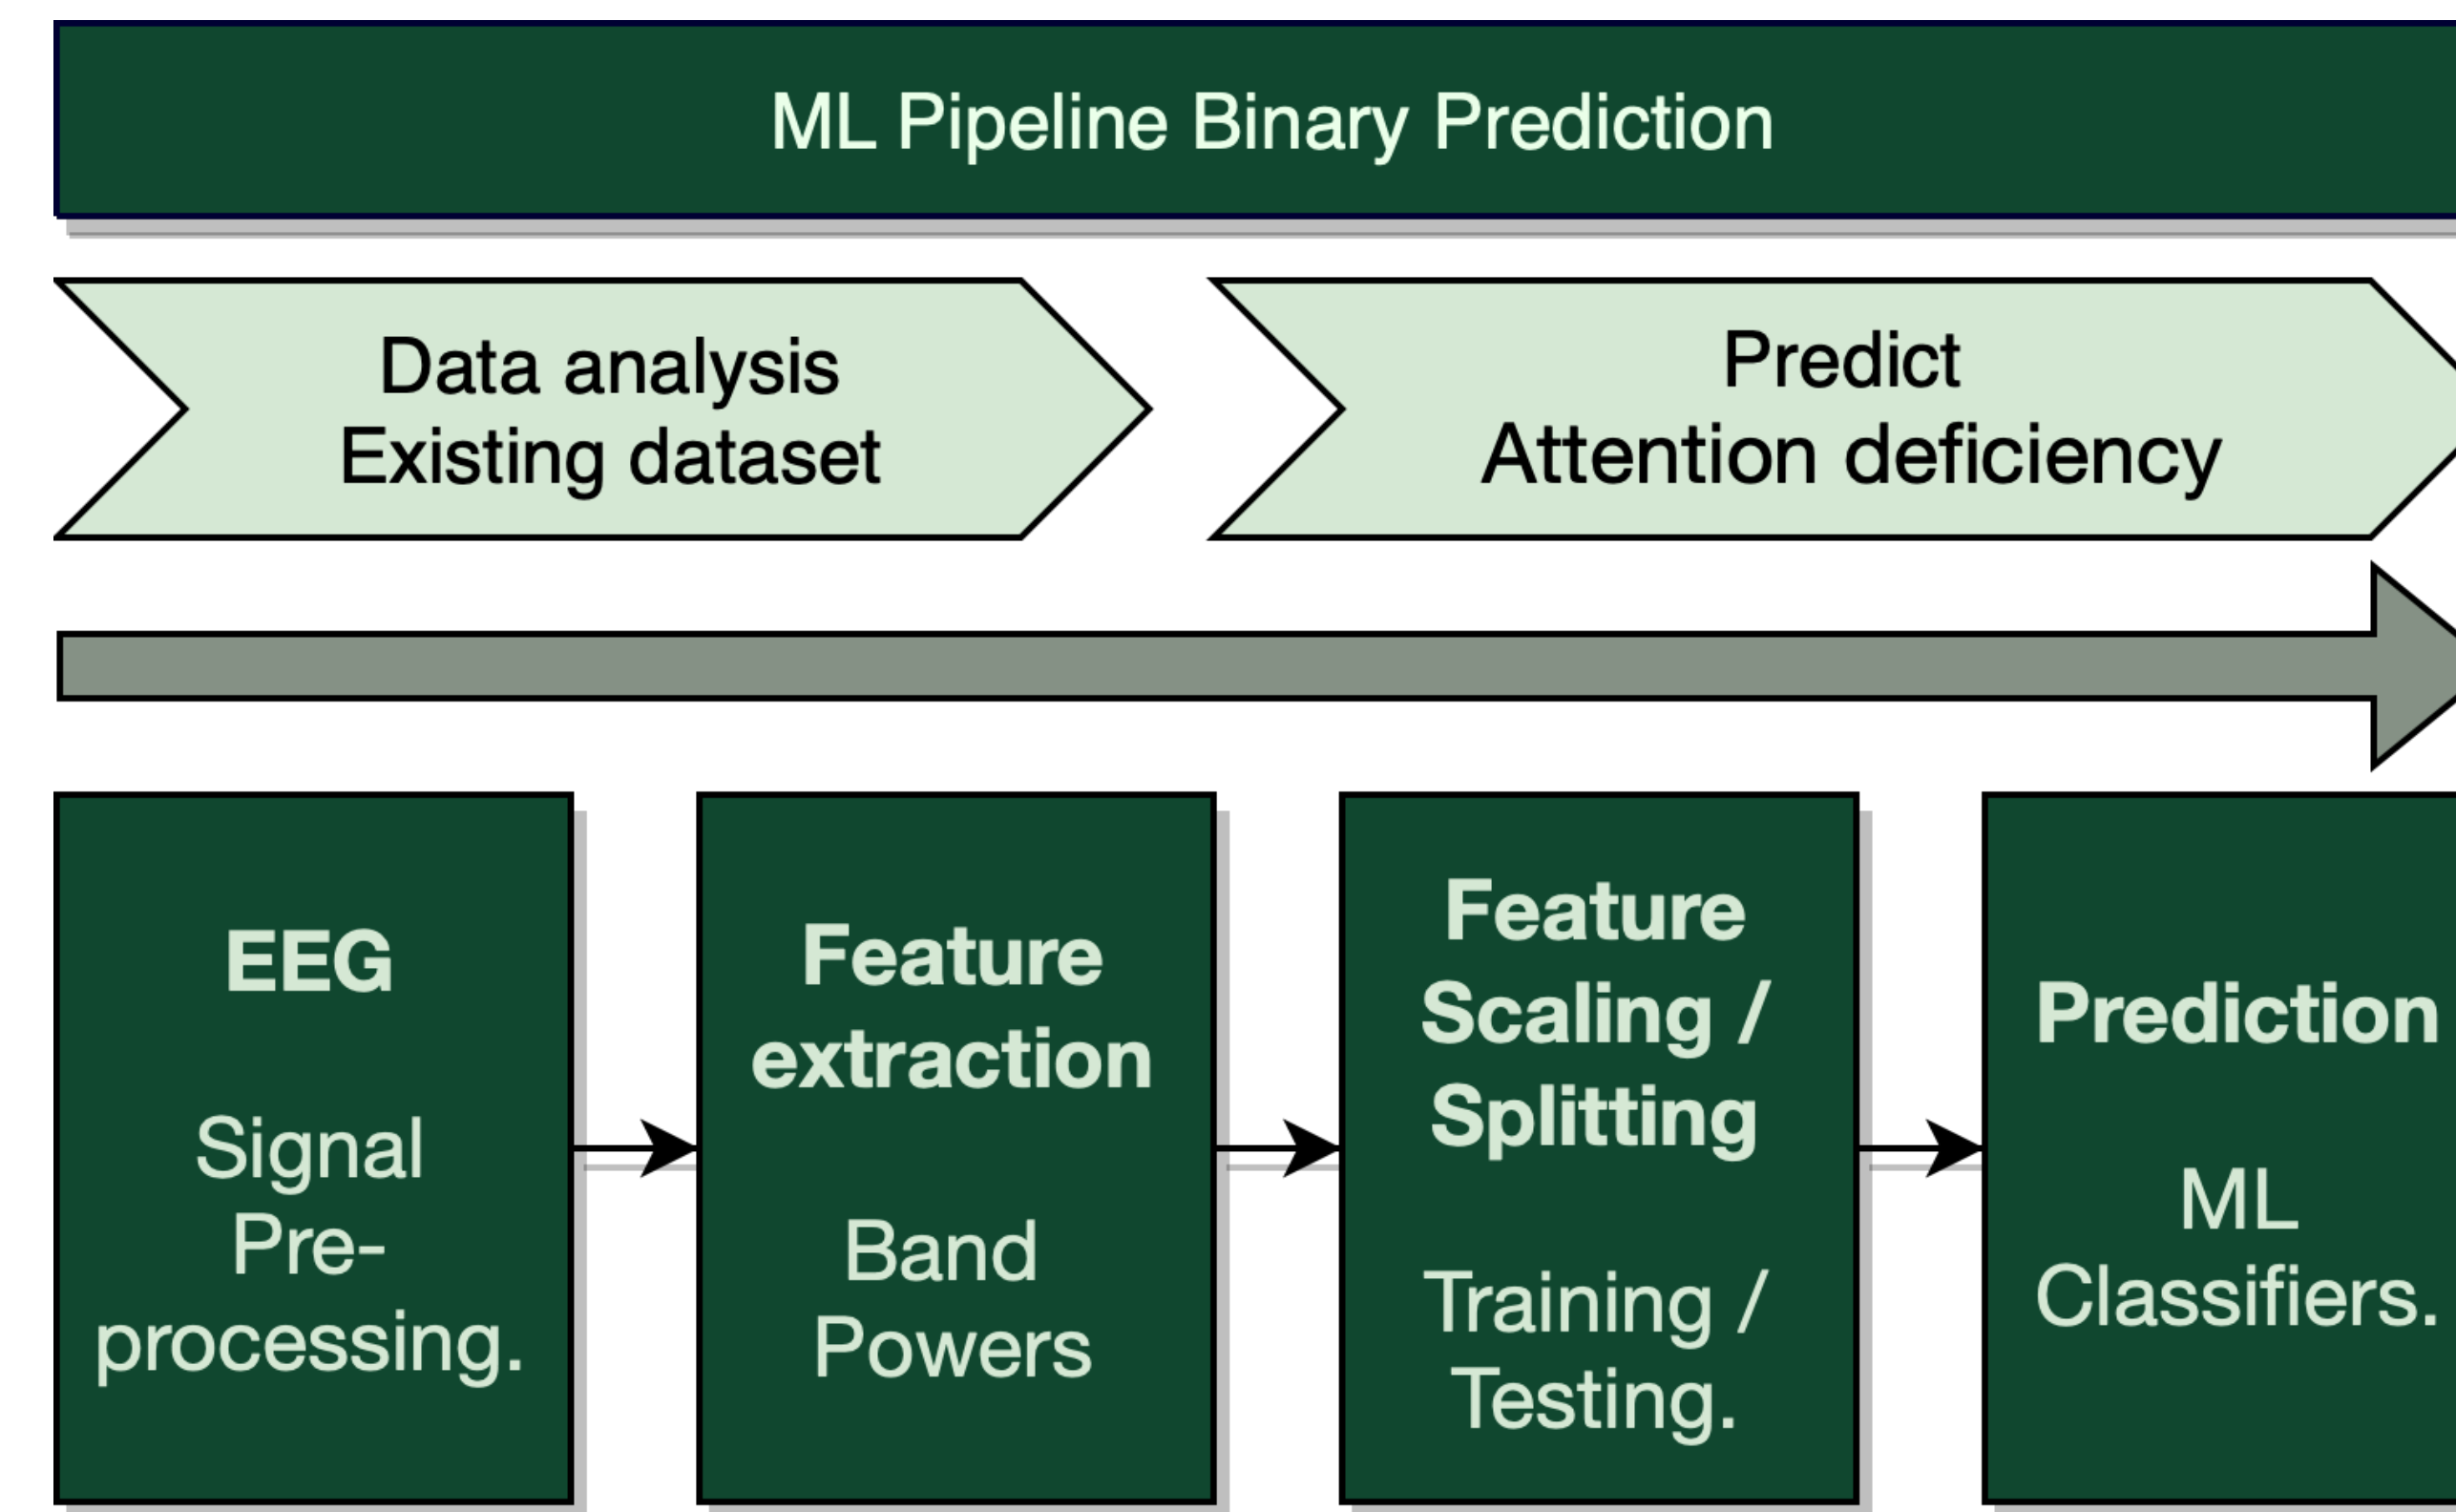 ML Pipeline Binary Prediction
Data analysis
Existing dataset
Predict
Attention deficiency
EEG
Signal
Pre-
processing.
Feature
extraction
Band
Powers
Feature
Scaling /
Splitting
Training /
Testing.
Prediction
ML
Classifiers.